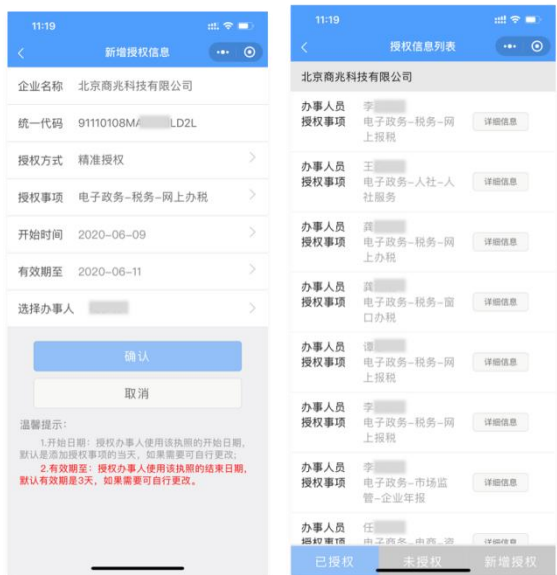 11:19
新增授权信息
企业名称 北京商兆科技有限公司
统一代码 91110108MA LD2L
授权方式 精准授权
授权事项 电子政务–税务–网上办税
开始时间 2020–06–09
有效期至 2020–06–11
选择办事人
确认
取消
温馨提示：
1.开始日期：授权办事人使用该执照的开始日期，
默认是添加授权事项的当天，如果需要可自行更改；
2.有效期至：授权办事人使用该执照的结束日期，
默认有效期是3天，如果需要可自行更改。
11:19
授权信息列表
北京商兆科技有限公司
办事人员 李
授权事项 电子政务–税务–网
上报税
详细信息
办事人员 王
授权事项 电子政务–人社–人
社服务
详细信息
办事人员 龚
授权事项 电子政务–税务–网
上办税
详细信息
办事人员 龚
授权事项 电子政务–税务–窗
口办税
详细信息
办事人员 谭
授权事项 电子政务–税务–网
上报税
详细信息
办事人员 李
授权事项 电子政务–税务–网
上报税
详细信息
办事人员 李
授权事项 电子政务–市场监
管–企业年报
详细信息
办事人员 任
授权事项 电子商务–电商–资
详细信息
已授权 未授权 新增授权